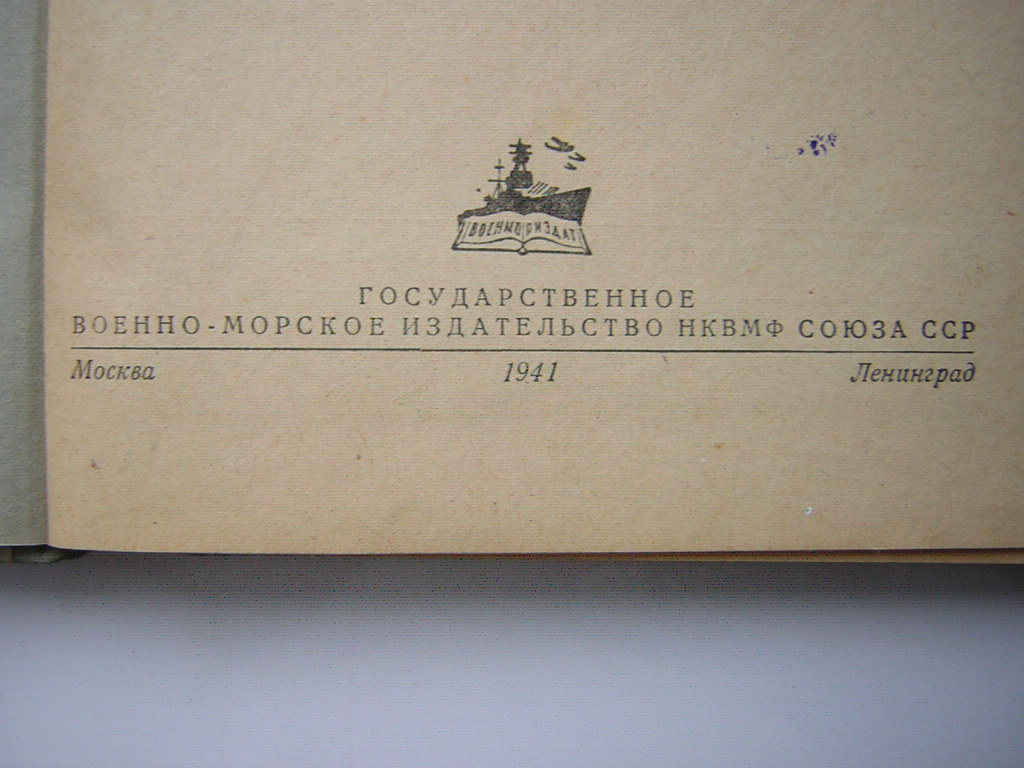 ВОЕНМОРИЗДАТ
ГОСУДАРСТВЕННОЕ
ВОЕННО-МОРСКОЕ ИЗДАТЕЛЬСТВО НКВМФ СОЮЗА ССР
Москва 1941 Ленинград